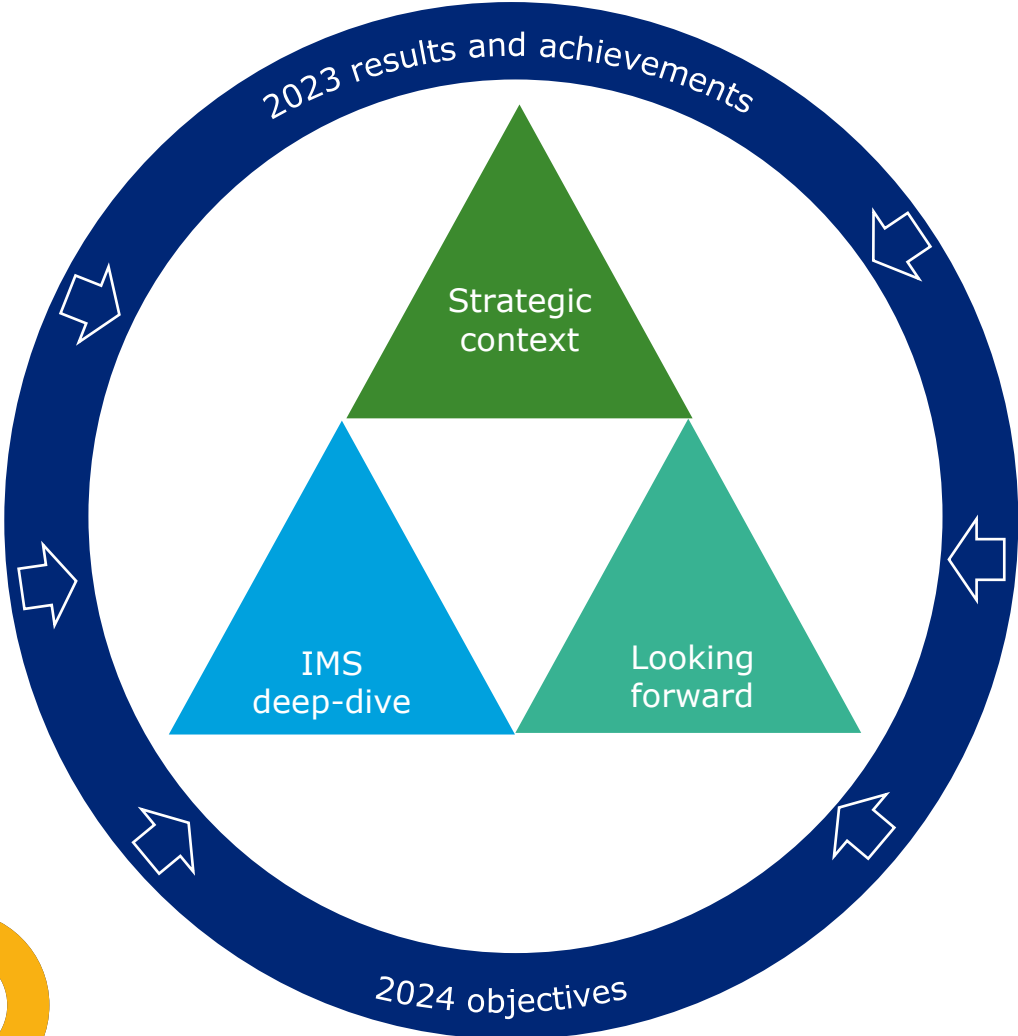 2023 results and achievements
Strategic
context
IMS
deep-dive
Looking
forward
2024 objectives